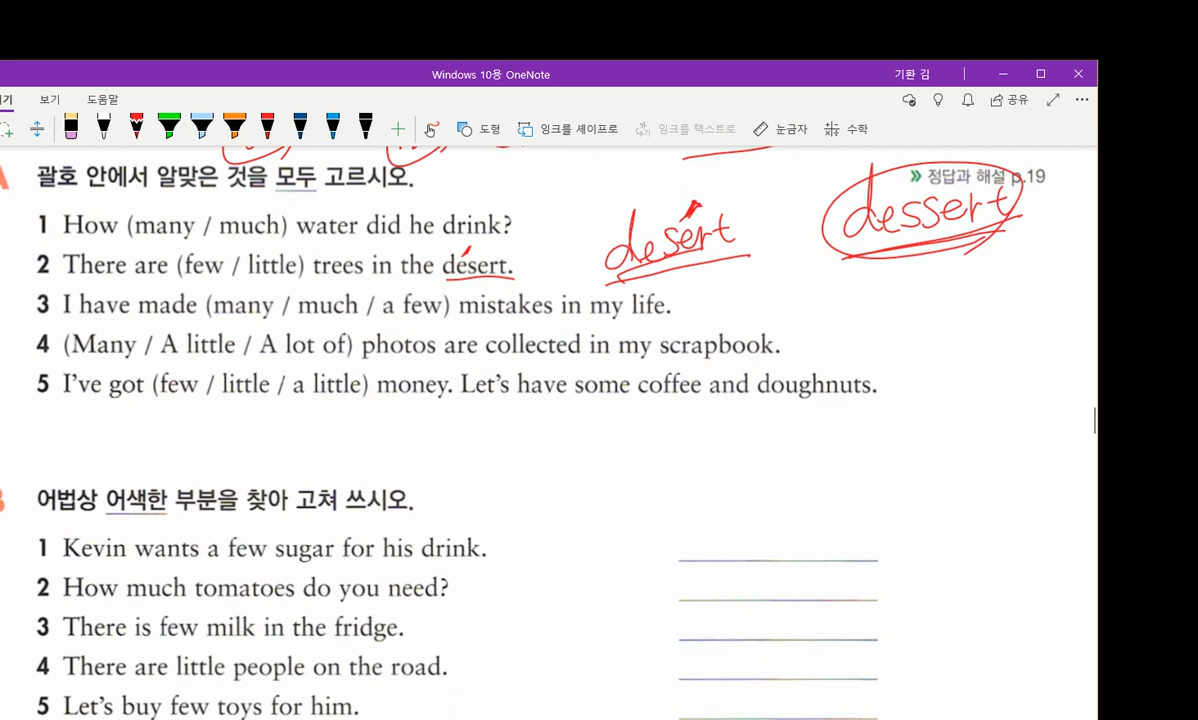 Windows 10용 OneNote
기환 김
보기
도움말
공유
도형
잉크를 셰이프로
잉크를 텍스트로
눈금자
수학
괄호 안에서 알맞은 것을 모두 고르시오.
정답과 해설 p.19
desert
dessert
1 How (many / much) water did he drink?
2 There are (few / little) trees in the desert.
3 I have made (many / much / a few) mistakes in my life.
4 (Many / A little / A lot of) photos are collected in my scrapbook.
5 I've got (few / little / a little) money. Let's have some coffee and doughnuts.
어법상 어색한 부분을 찾아 고쳐 쓰시오.
1 Kevin wants a few sugar for his drink.
2 How much tomatoes do you need?
3 There is few milk in the fridge.
4 There are little people on the road.
5 Let's buy few toys for him.